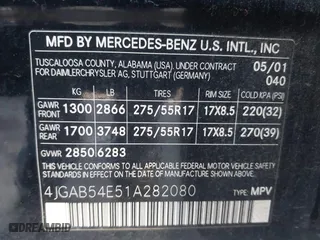 MFD BY MERCEDES-BENZ U.S. INTL., INC
TUSCALOOSA COUNTY, ALABAMA (USA). UNDER CONTRACT 05/01
FOR DAIMLERCHRYSLER AG, STUTTGART (GERMANY) 040
KG LB TIRES RIM SIZE COLD KPA (PSI)
GAWR FRONT 1300 2866 275/55R17 17X8.5 220(32)
GAWR REAR 1700 3748 275/55R17 17X8.5 270(39)
GVWR 2850 6283
THIS VEHICLE CONFORMS TO ALL APPLICABLE FEDERAL
MOTOR VEHICLE SAFETY STANDARDS IN EFFECT ON
THE DATE OF MANUFACTURE SHOWN ABOVE.
4JGAB54E51A282080 TYPE: MPV